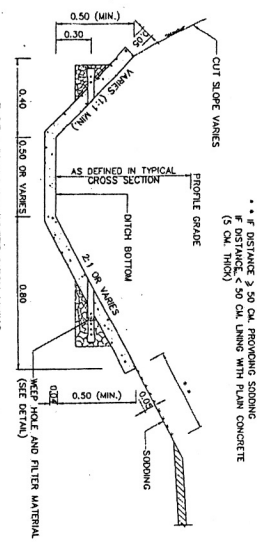 * * IF DISTANCE ≥ 50 CM. PROVIDING SODDING
IF DISTANCE < 50 CM. LINING WITH PLAIN CONCRETE
(5 CM. THICK)
CUT SLOPE VARIES
0.50 (MIN.)
0.30
0.05
VARIES (1:1 MIN.)
0.40
0.50 OR VARIES
0.80
PROFILE GRADE
AS DEFINED IN TYPICAL
CROSS SECTION
DITCH BOTTOM
2:1 OR VARIES
* *
0.05
SODDING
0.50 (MIN.)
0.04
WEEP HOLE AND FILTER MATERIAL
(SEE DETAIL)